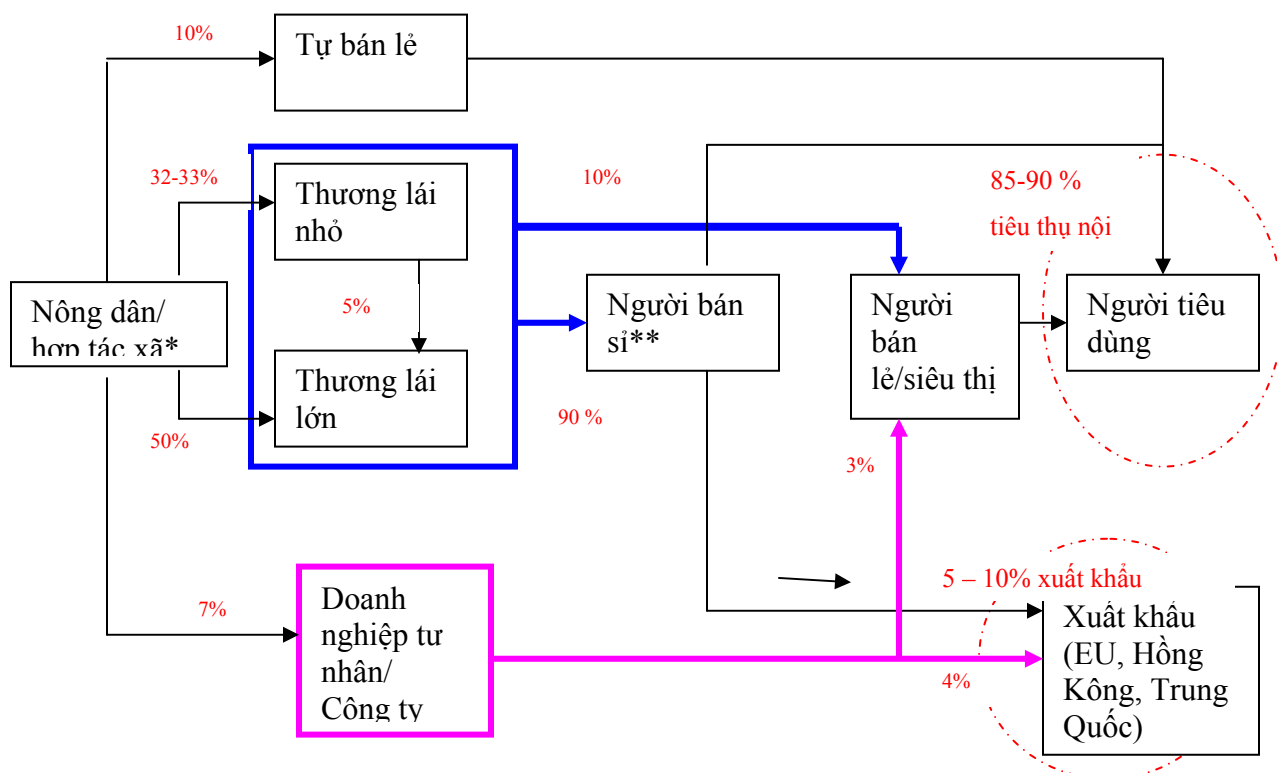 10%
Tự bán lẻ
32-33%
Thương lái
nhỏ
10%
85-90 %
tiêu thụ nội
Nông dân/
hợp tác xã*
5%
Người bán
sỉ**
Người
bán
lẻ/siêu thị
Người tiêu
dùng
Thương lái
lớn
50%
90 %
3%
7%
Doanh
nghiệp tư
nhân/
Công ty
5 – 10% xuất khẩu
Xuất khẩu
(EU, Hồng
Kông, Trung
Quốc)
4%